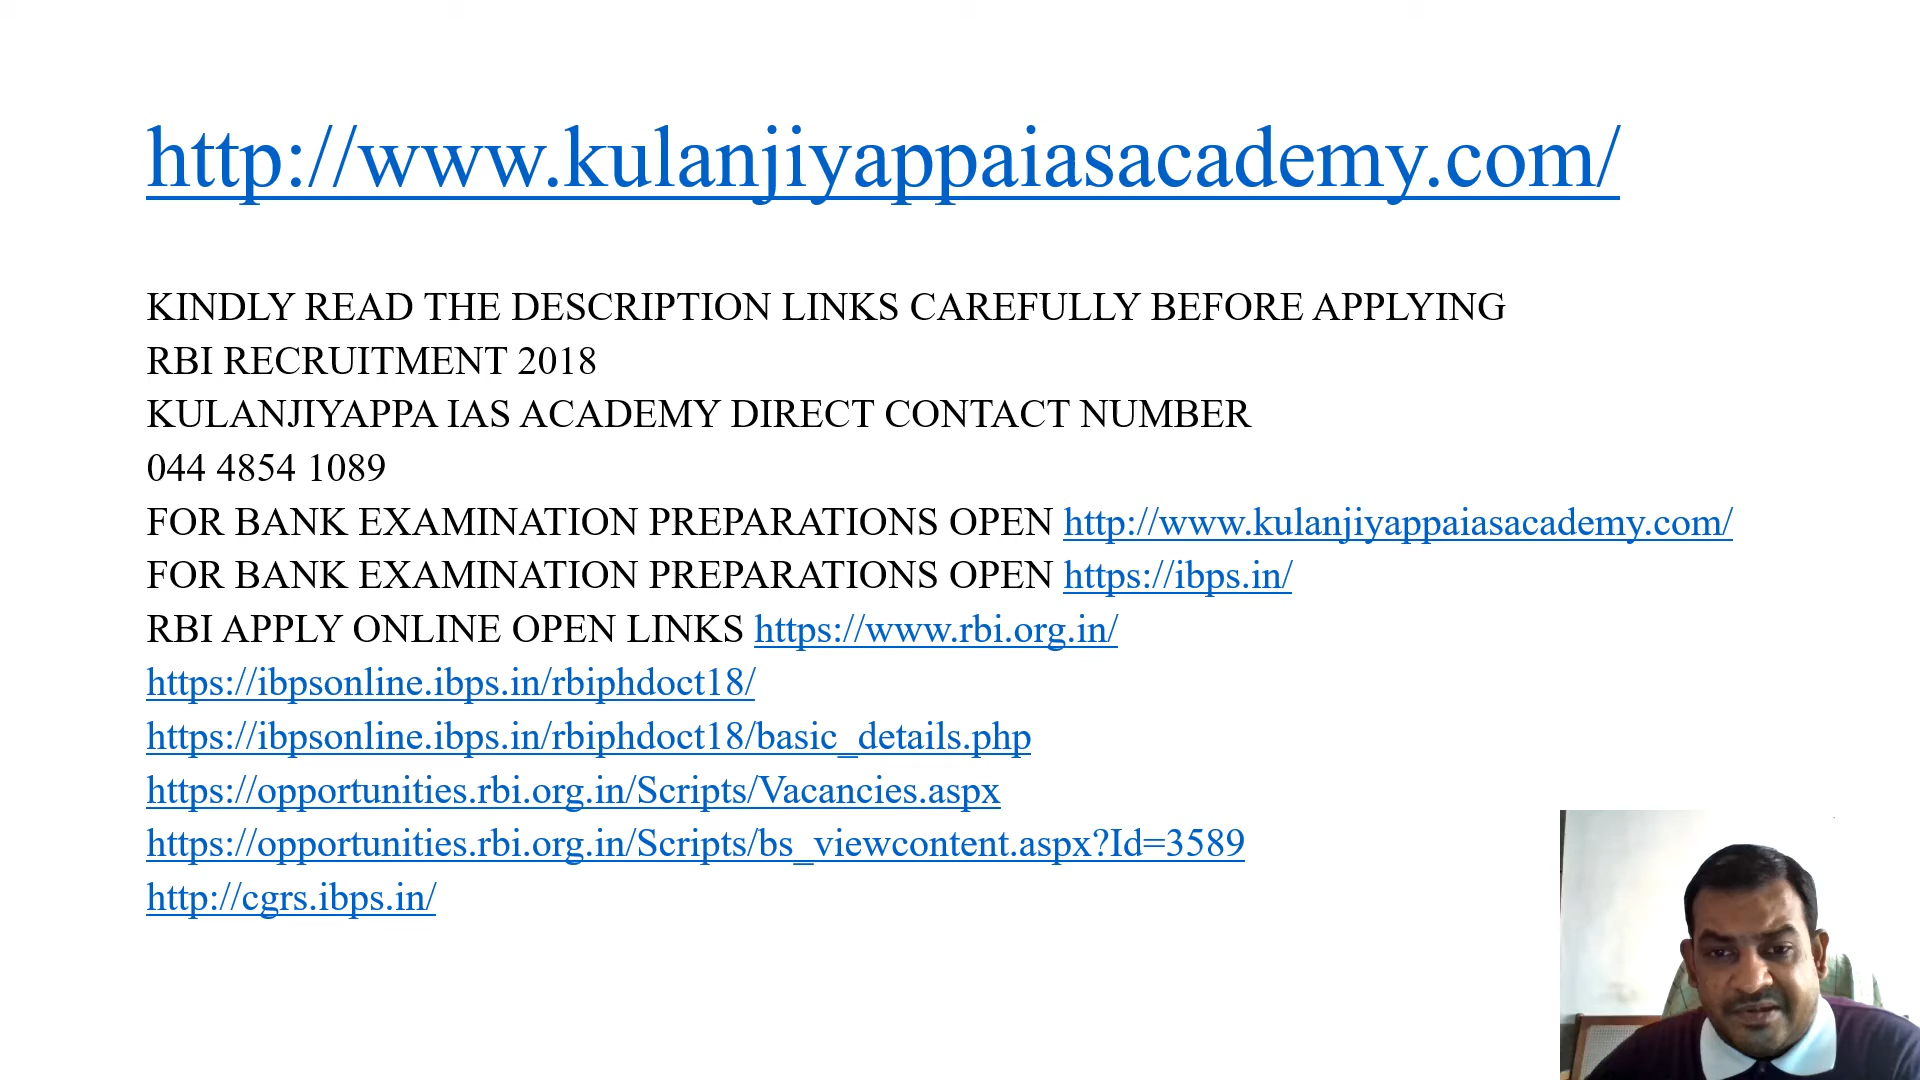 http://www.kulanjiyappaiasacademy.com/
KINDLY READ THE DESCRIPTION LINKS CAREFULLY BEFORE APPLYING
RBI RECRUITMENT 2018
KULANJIYAPPA IAS ACADEMY DIRECT CONTACT NUMBER
044 4854 1089
FOR BANK EXAMINATION PREPARATIONS OPEN http://www.kulanjiyappaiasacademy.com/
FOR BANK EXAMINATION PREPARATIONS OPEN https://ibps.in/
RBI APPLY ONLINE OPEN LINKS https://www.rbi.org.in/
https://ibpsonline.ibps.in/rbiphdoct18/
https://ibpsonline.ibps.in/rbiphdoct18/basic_details.php
https://opportunities.rbi.org.in/Scripts/Vacancies.aspx
https://opportunities.rbi.org.in/Scripts/bs_viewcontent.aspx?Id=3589
http://cgrs.ibps.in/